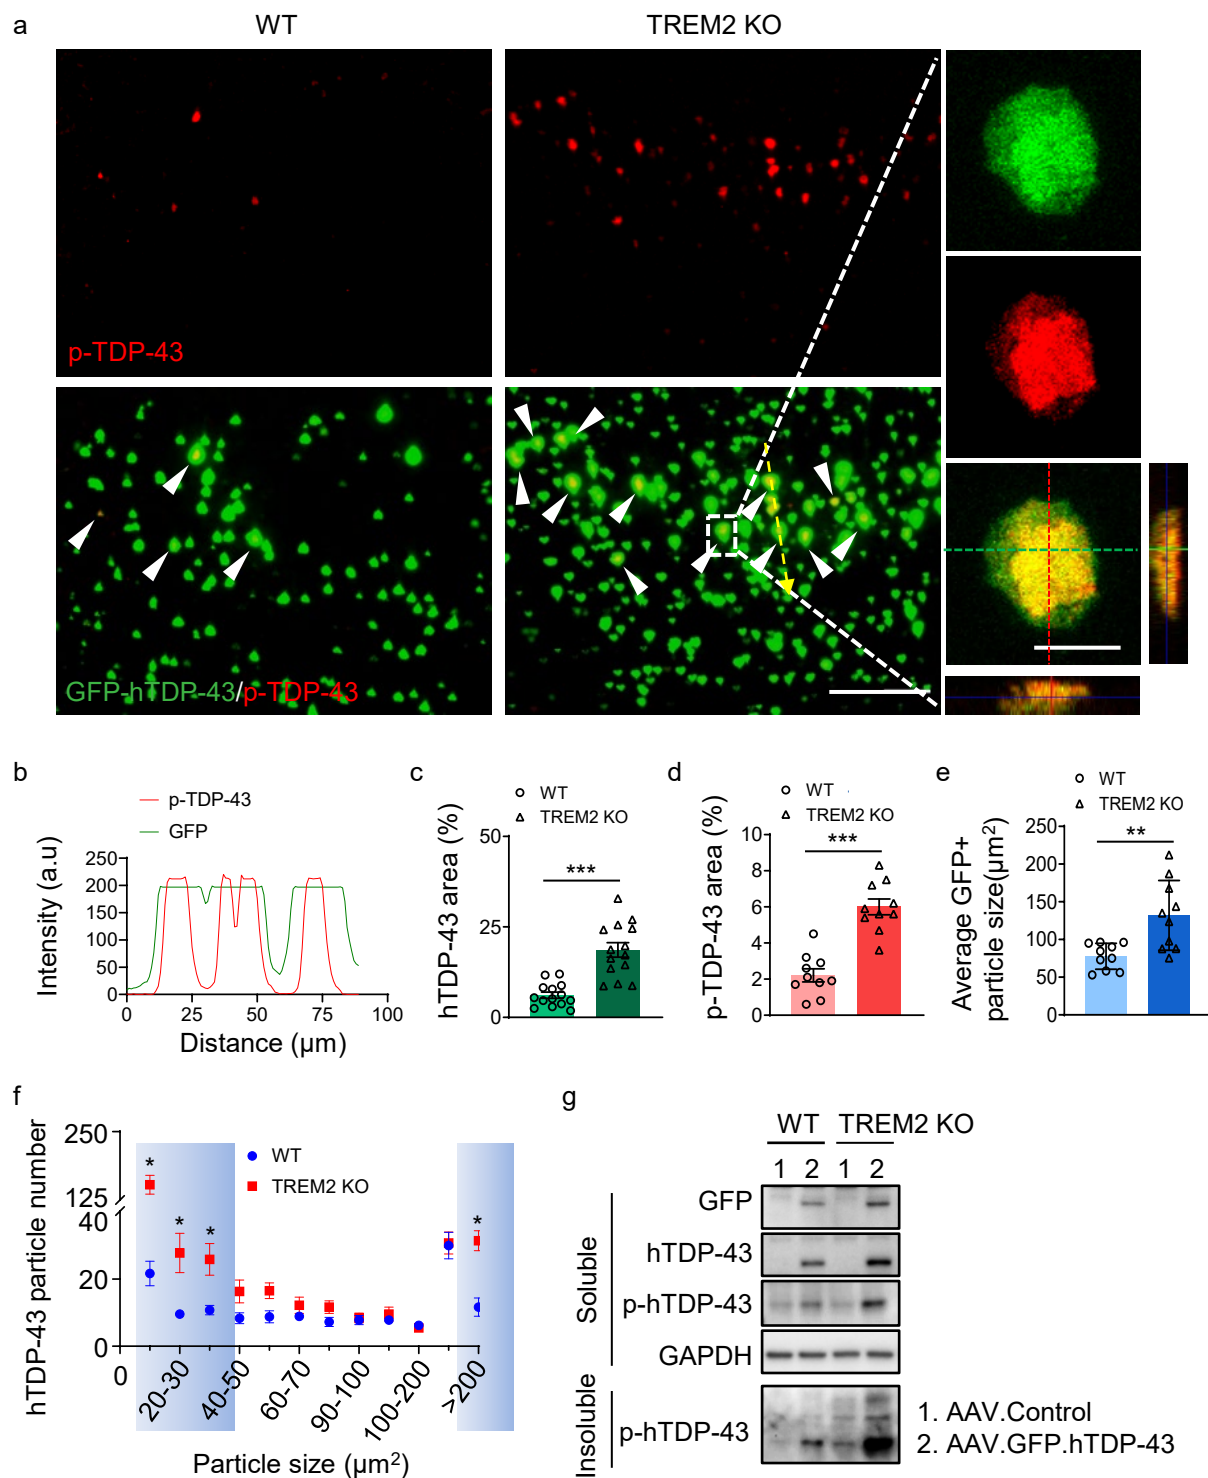 a
WT
TREM2 KO
p-TDP-43
GFP-hTDP-43/p-TDP-43
b
p-TDP-43
GFP
Intensity (a.u)
250
200
150
100
50
0
0
25
50
75
100
Distance (µm)
c
WT
TREM2 KO
hTDP-43 area (%)
50
25
0
***
d
WT
TREM2 KO
p-TDP-43 area (%)
10
8
6
4
2
0
***
e
WT
TREM2 KO
Average GFP+
particle size(µm²)
250
200
150
100
50
0
**
f
hTDP-43 particle number
250
125
40
20
0
WT
TREM2 KO
*
*
*
*
0
20-30
40-50
60-70
90-100
100-200
>200
Particle size (µm²)
g
WT TREM2 KO
1 2 1 2
Soluble
GFP
hTDP-43
p-hTDP-43
GAPDH
Insoluble
p-hTDP-43
1. AAV.Control
2. AAV.GFP.hTDP-43